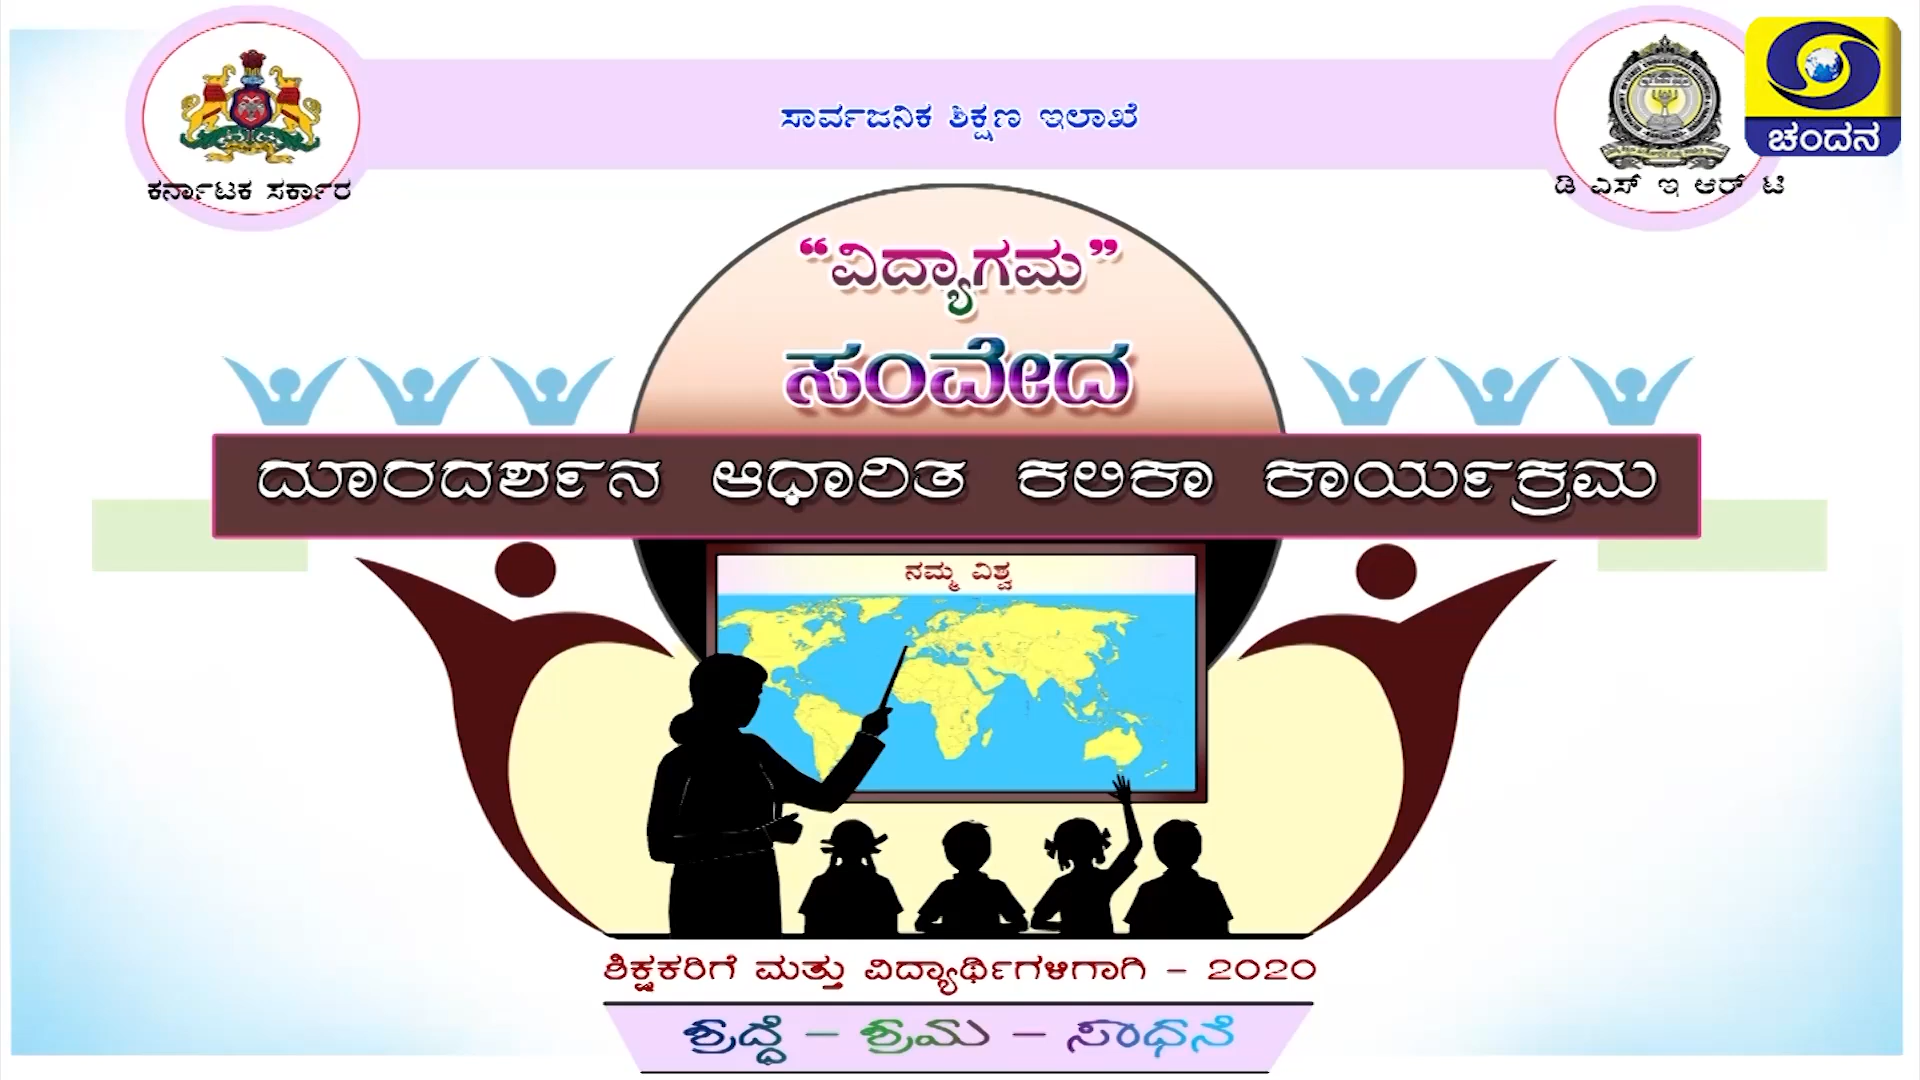 ಸಾರ್ವಜನಿಕ ಶಿಕ್ಷಣ ಇಲಾಖೆ
ಕರ್ನಾಟಕ ಸರ್ಕಾರ
ಡಿ ಎಸ್ ಇ ಆರ್ ಟಿ
ಚಂದನ
“ವಿದ್ಯಾಗಮ”
ಸಂವೇದ
ದೂರದರ್ಶನ ಆಧಾರಿತ ಕಲಿಕಾ ಕಾರ್ಯಕ್ರಮ
ನಮ್ಮ ವಿಶ್ವ
ಶಿಕ್ಷಕರಿಗೆ ಮತ್ತು ವಿದ್ಯಾರ್ಥಿಗಳಿಗಾಗಿ - 2020
ಶ್ರದ್ಧೆ - ಶ್ರಮ - ಸಾಧನೆ